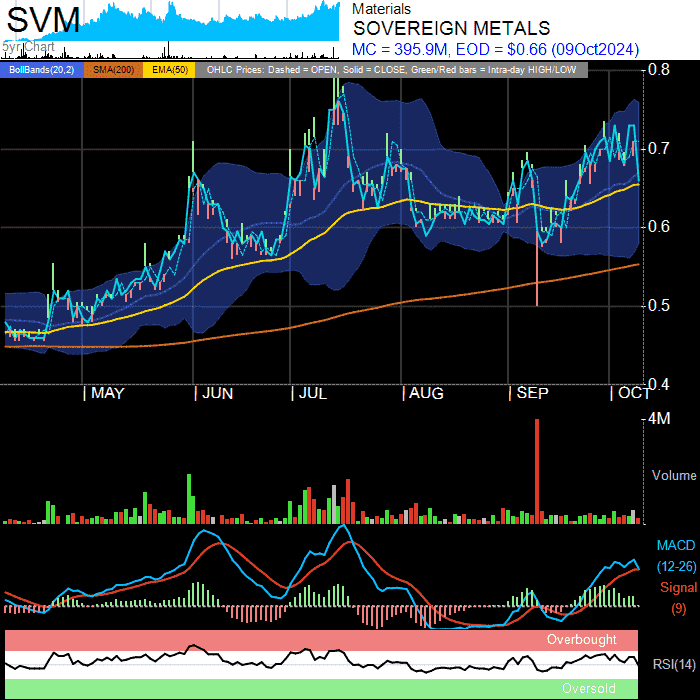 SVM
5yr Chart
Materials
SOVEREIGN METALS
MC = 395.9M, EOD = $0.66 (09Oct2024)
BollBands(20,2) SMA(200) EMA(50) OHLC Prices: Dashed = OPEN, Solid = CLOSE, Green/Red bars = Intra-day HIGH/LOW
0.8
0.7
0.6
0.5
0.4
MAY JUN JUL AUG SEP OCT
4M
Volume
MACD
(12-26)
Signal
(9)
Overbought
RSI(14)
Oversold